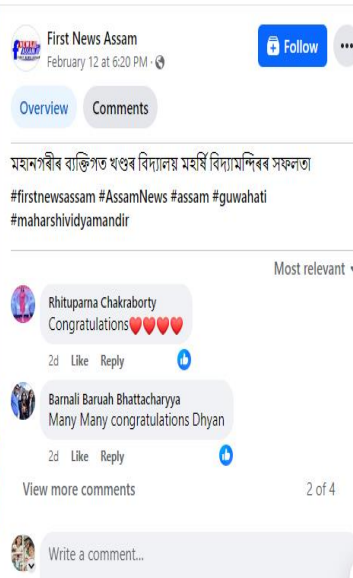 First News Assam
February 12 at 6:20 PM ·
Follow
Overview
Comments
মহানগৰীৰ ব্যক্তিগত খণ্ডৰ বিদ্যালয় মহৰ্ষি বিদ্যামন্দিৰৰ সফলতা
#firstnewsassam #AssamNews #assam #guwahati
#maharshividyamandir
Most relevant
Rhituparna Chakraborty
Congratulations❤️❤️❤️❤️
2d Like Reply
Barnali Baruah Bhattacharyya
Many Many congratulations Dhyan
2d Like Reply
View more comments
2 of 4
Write a comment...